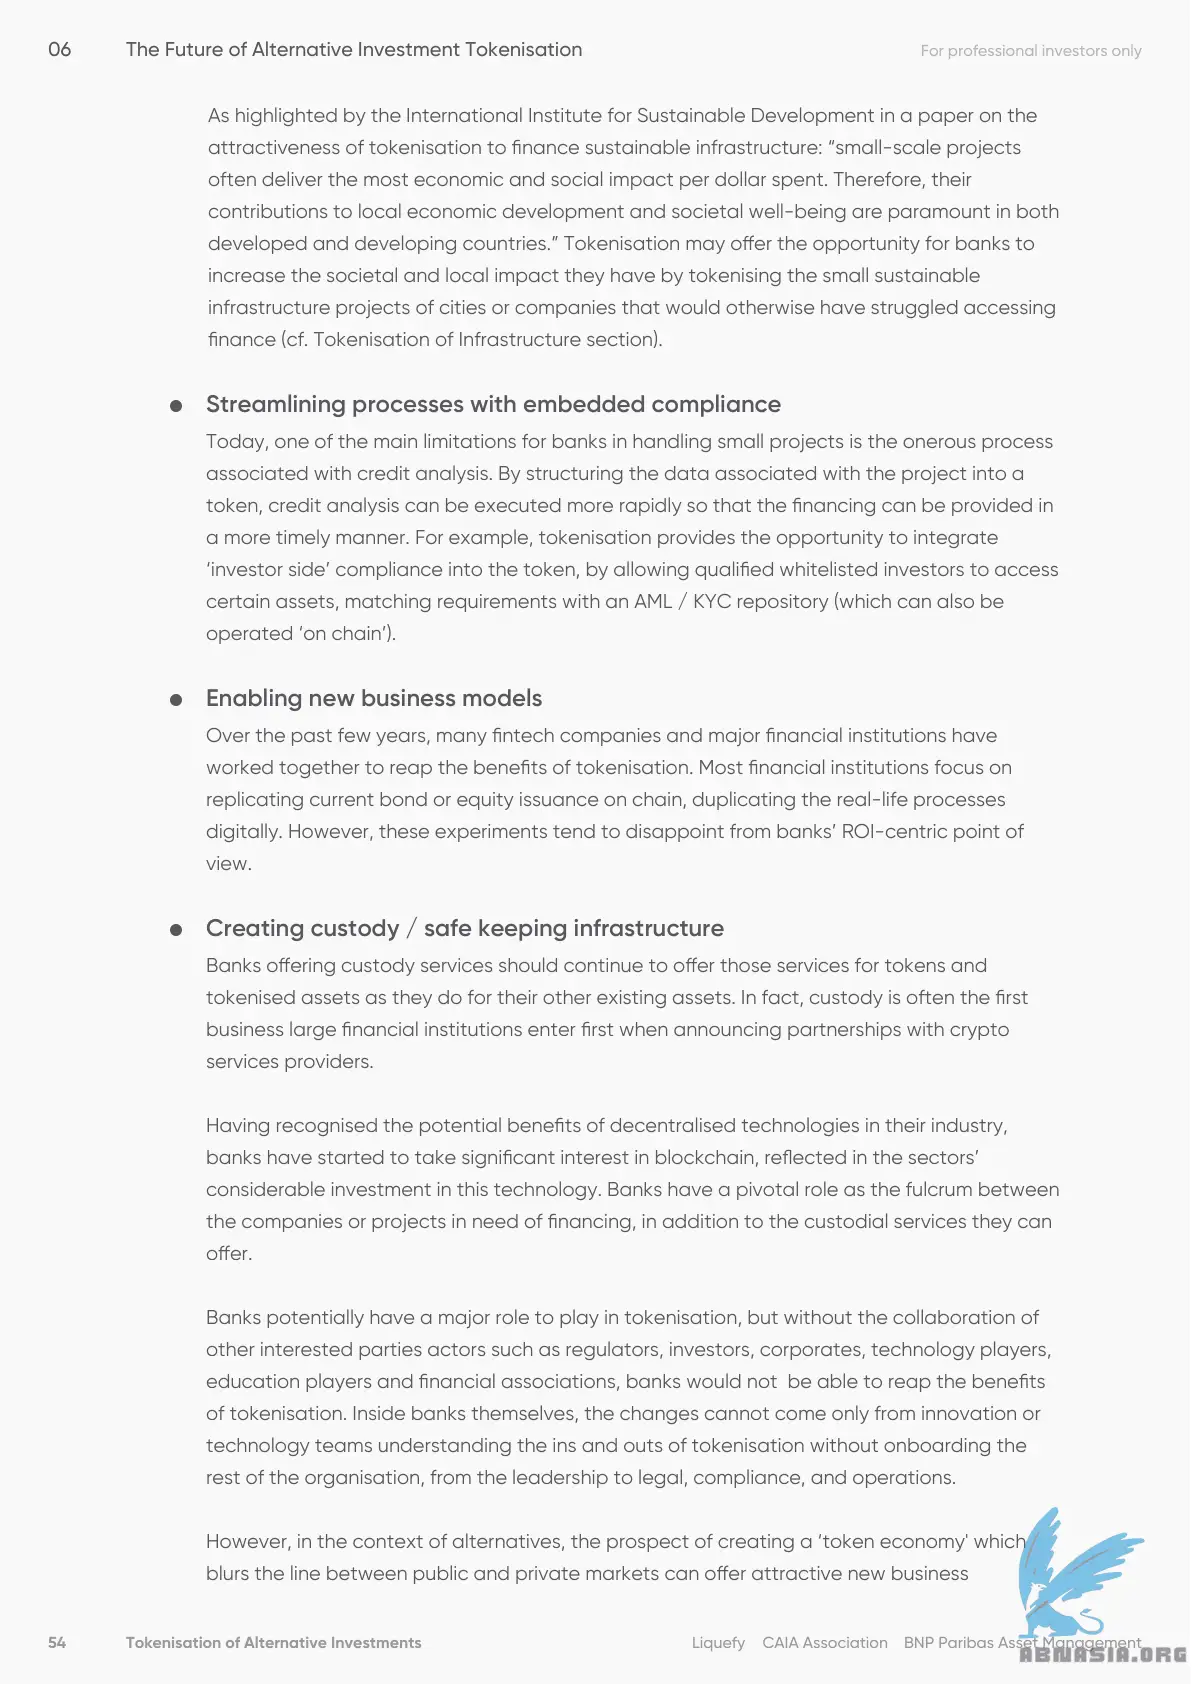 06 The Future of Alternative Investment Tokenisation For professional investors only
As highlighted by the International Institute for Sustainable Development in a paper on the
attractiveness of tokenisation to finance sustainable infrastructure: “small-scale projects
often deliver the most economic and social impact per dollar spent. Therefore, their
contributions to local economic development and societal well-being are paramount in both
developed and developing countries.” Tokenisation may offer the opportunity for banks to
increase the societal and local impact they have by tokenising the small sustainable
infrastructure projects of cities or companies that would otherwise have struggled accessing
finance (cf. Tokenisation of Infrastructure section).
● Streamlining processes with embedded compliance
Today, one of the main limitations for banks in handling small projects is the onerous process
associated with credit analysis. By structuring the data associated with the project into a
token, credit analysis can be executed more rapidly so that the financing can be provided in
a more timely manner. For example, tokenisation provides the opportunity to integrate
‘investor side’ compliance into the token, by allowing qualified whitelisted investors to access
certain assets, matching requirements with an AML / KYC repository (which can also be
operated ‘on chain’).
● Enabling new business models
Over the past few years, many fintech companies and major financial institutions have
worked together to reap the benefits of tokenisation. Most financial institutions focus on
replicating current bond or equity issuance on chain, duplicating the real-life processes
digitally. However, these experiments tend to disappoint from banks’ ROI-centric point of
view.
● Creating custody / safe keeping infrastructure
Banks offering custody services should continue to offer those services for tokens and
tokenised assets as they do for their other existing assets. In fact, custody is often the first
business large financial institutions enter first when announcing partnerships with crypto
services providers.
Having recognised the potential benefits of decentralised technologies in their industry,
banks have started to take significant interest in blockchain, reflected in the sectors’
considerable investment in this technology. Banks have a pivotal role as the fulcrum between
the companies or projects in need of financing, in addition to the custodial services they can
offer.
Banks potentially have a major role to play in tokenisation, but without the collaboration of
other interested parties actors such as regulators, investors, corporates, technology players,
education players and financial associations, banks would not be able to reap the benefits
of tokenisation. Inside banks themselves, the changes cannot come only from innovation or
technology teams understanding the ins and outs of tokenisation without onboarding the
rest of the organisation, from the leadership to legal, compliance, and operations.
However, in the context of alternatives, the prospect of creating a ‘token economy' which
blurs the line between public and private markets can offer attractive new business
54 Tokenisation of Alternative Investments Liquefy CAIA Association BNP Paribas Asset Management
ABNASIA.ORG